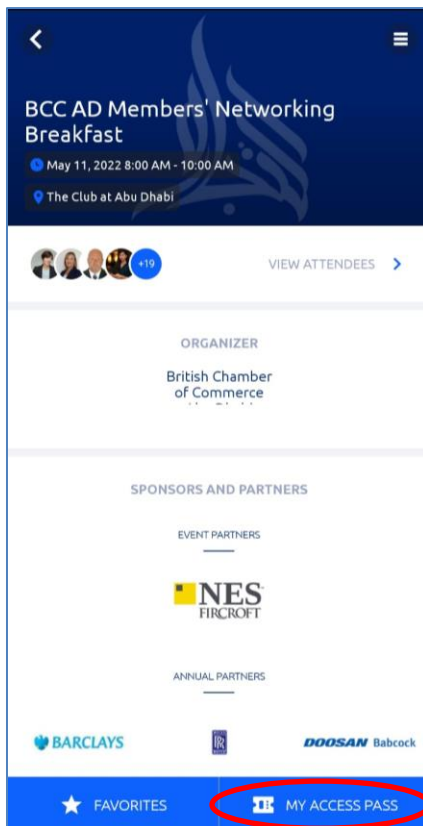 BCC AD Members' Networking
Breakfast
May 11, 2022 8:00 AM - 10:00 AM
The Club at Abu Dhabi
+19
VIEW ATTENDEES
ORGANIZER
British Chamber
of Commerce
SPONSORS AND PARTNERS
EVENT PARTNERS
NES
FIRCROFT
ANNUAL PARTNERS
BARCLAYS
RR
DOOSAN Babcock
FAVORITES
MY ACCESS PASS